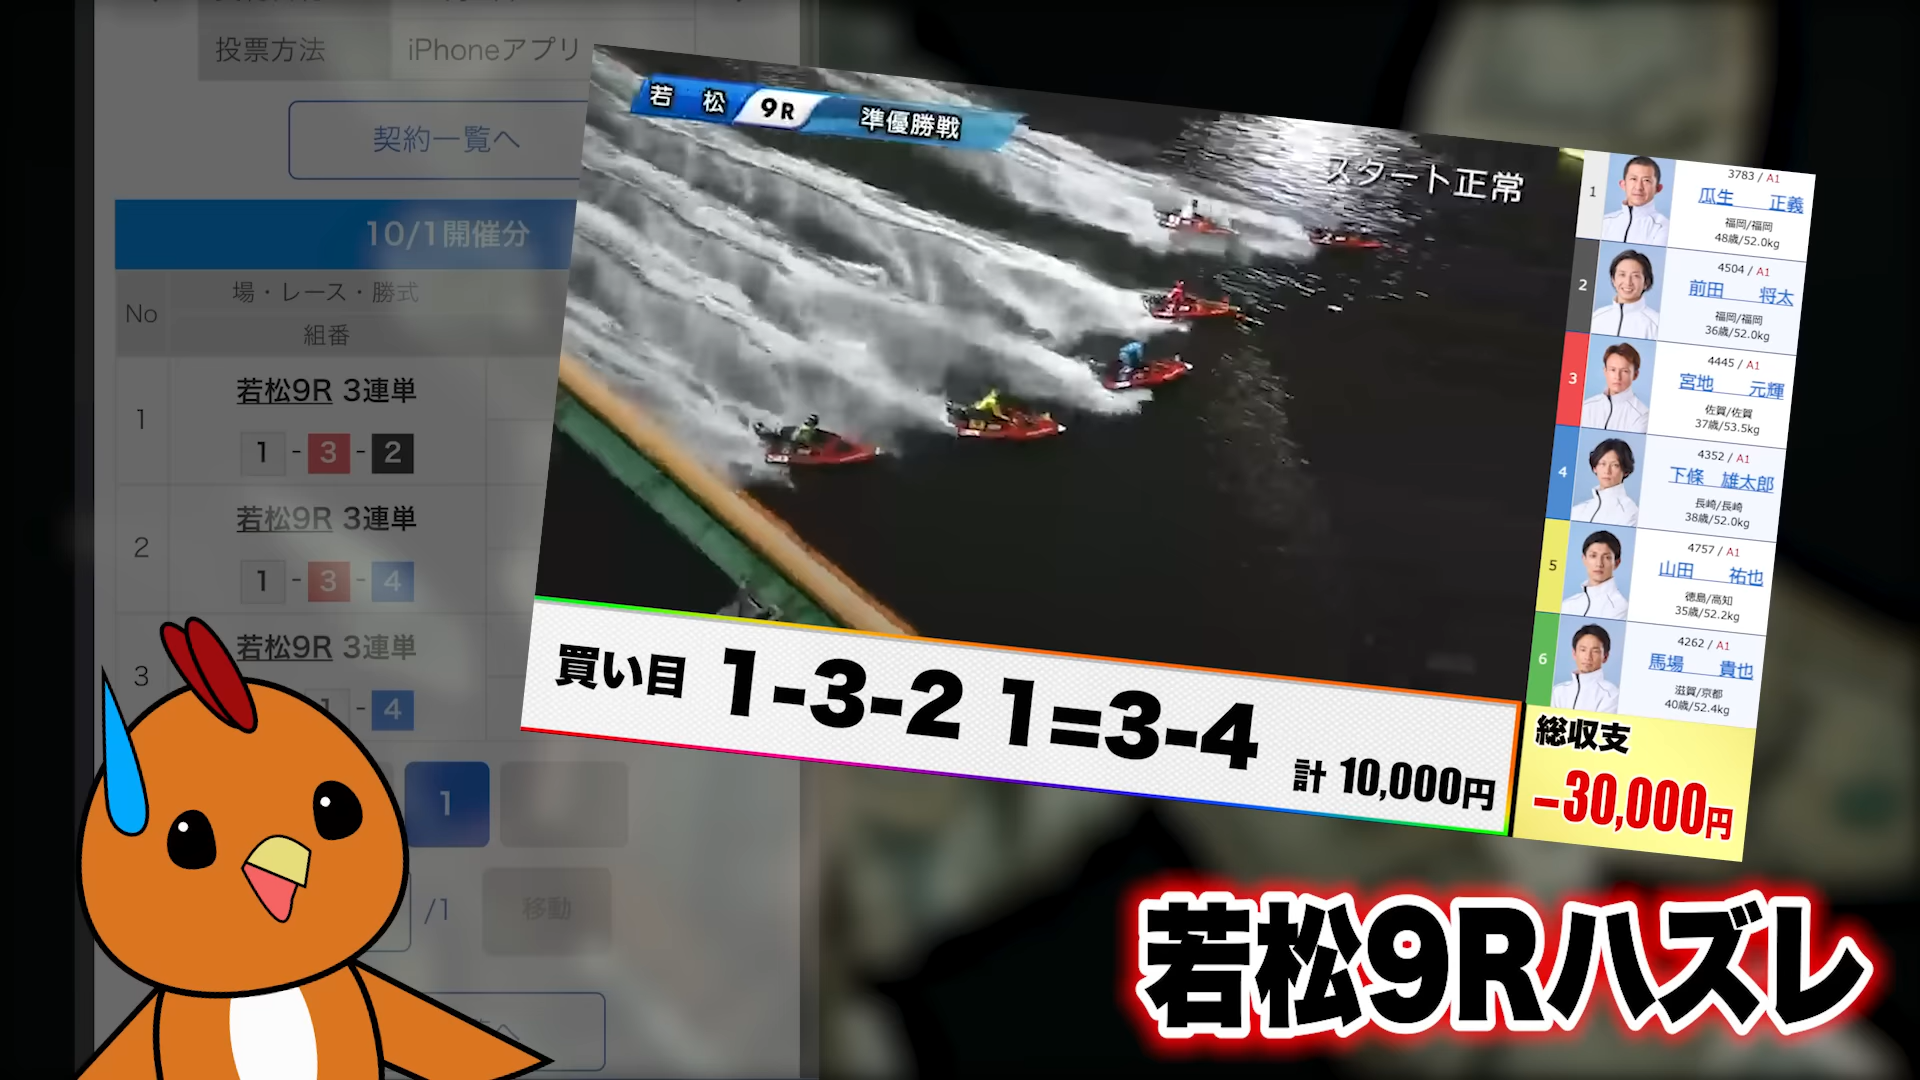 投票方法 iPhoneアプリ
契約一覧へ
10/1開催分
No 場・レース・勝式
組番
1 若松9R 3連単
1-3-2
2 若松9R 3連単
1-3-4
3 若松9R 3連単
1-4
1
/1 移動
若松 9R 準優勝戦
スタート正常
1 3783 / A1
瓜生 正義
福岡/福岡
48歳/52.0kg
2 4504 / A1
前田 将太
福岡/福岡
36歳/52.0kg
3 4445 / A1
宮地 元輝
佐賀/佐賀
37歳/53.5kg
4 4352 / A1
下條 雄太郎
長崎/長崎
38歳/52.0kg
5 4757 / A1
山田 祐也
徳島/高知
35歳/52.2kg
6 4262 / A1
馬場 貴也
滋賀/京都
40歳/52.4kg
買い目 1-3-2 1=3-4 計 10,000円
総収支
-30,000円
若松9Rハズレ